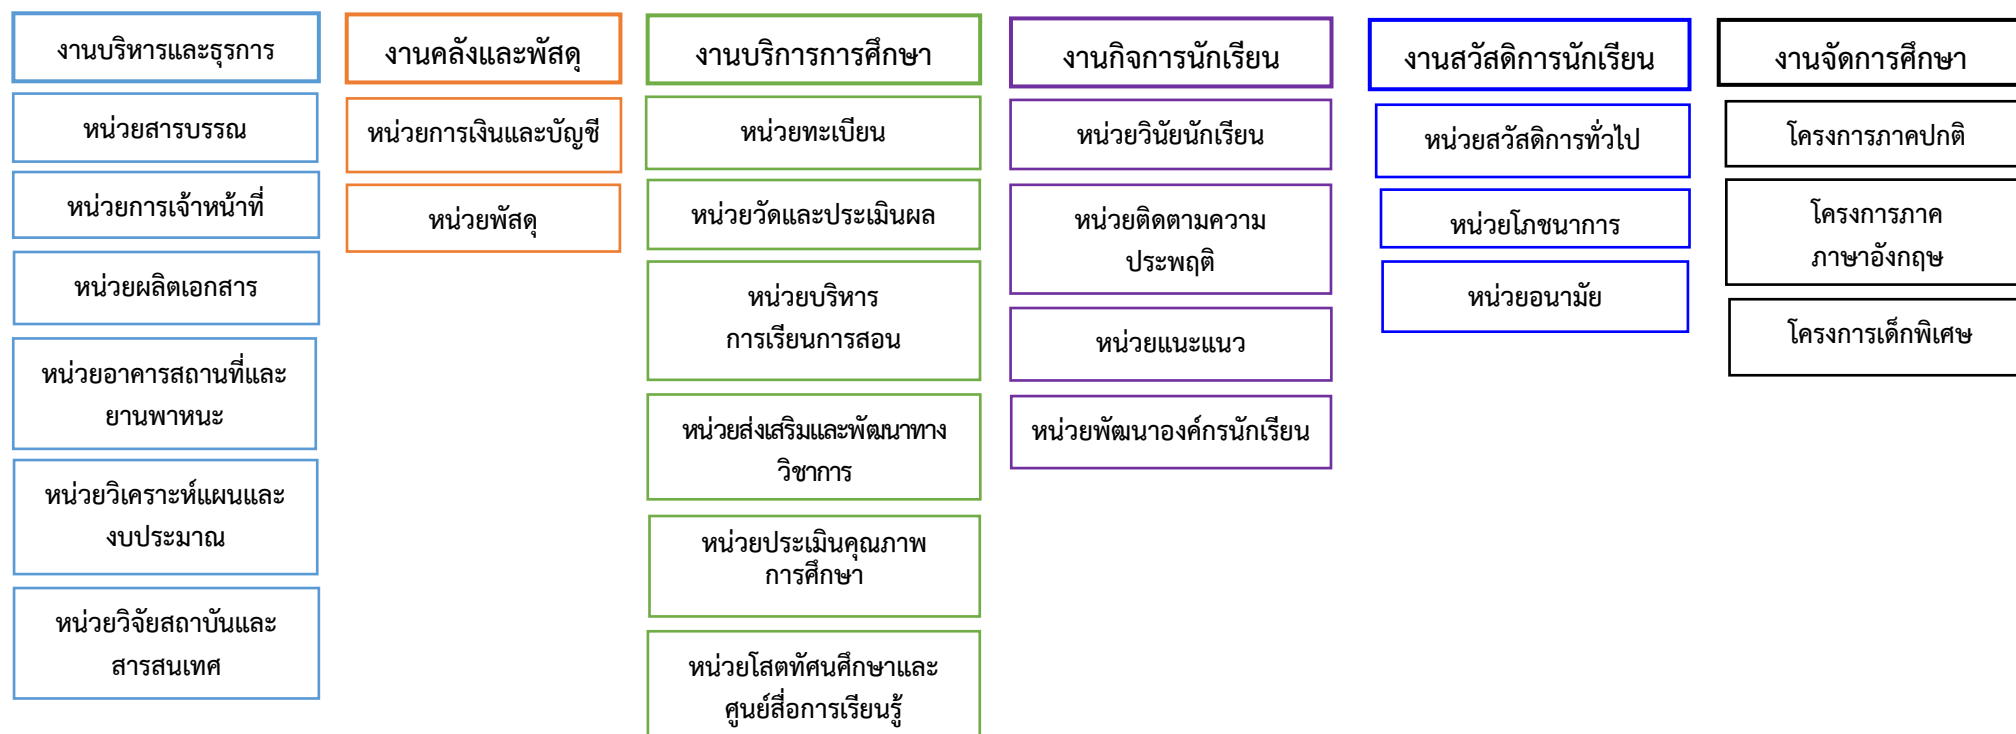 งานบริหารและธุรการ
หน่วยสารบรรณ
หน่วยการเจ้าหน้าที่
หน่วยผลิตเอกสาร
หน่วยอาคารสถานที่และ
ยานพาหนะ
หน่วยวิเคราะห์แผนและ
งบประมาณ
หน่วยวิจัยสถาบันและ
สารสนเทศ
งานคลังและพัสดุ
หน่วยการเงินและบัญชี
หน่วยพัสดุ
งานบริการการศึกษา
หน่วยทะเบียน
หน่วยวัดและประเมินผล
หน่วยบริหาร
การเรียนการสอน
หน่วยส่งเสริมและพัฒนาทาง
วิชาการ
หน่วยประเมินคุณภาพ
การศึกษา
หน่วยโสตทัศนศึกษาและ
ศูนย์สื่อการเรียนรู้
งานกิจการนักเรียน
หน่วยวินัยนักเรียน
หน่วยติดตามความ
ประพฤติ
หน่วยแนะแนว
หน่วยพัฒนาองค์กรนักเรียน
งานสวัสดิการนักเรียน
หน่วยสวัสดิการทั่วไป
หน่วยโภชนาการ
หน่วยอนามัย
งานจัดการศึกษา
โครงการภาคปกติ
โครงการภาค
ภาษาอังกฤษ
โครงการเด็กพิเศษ